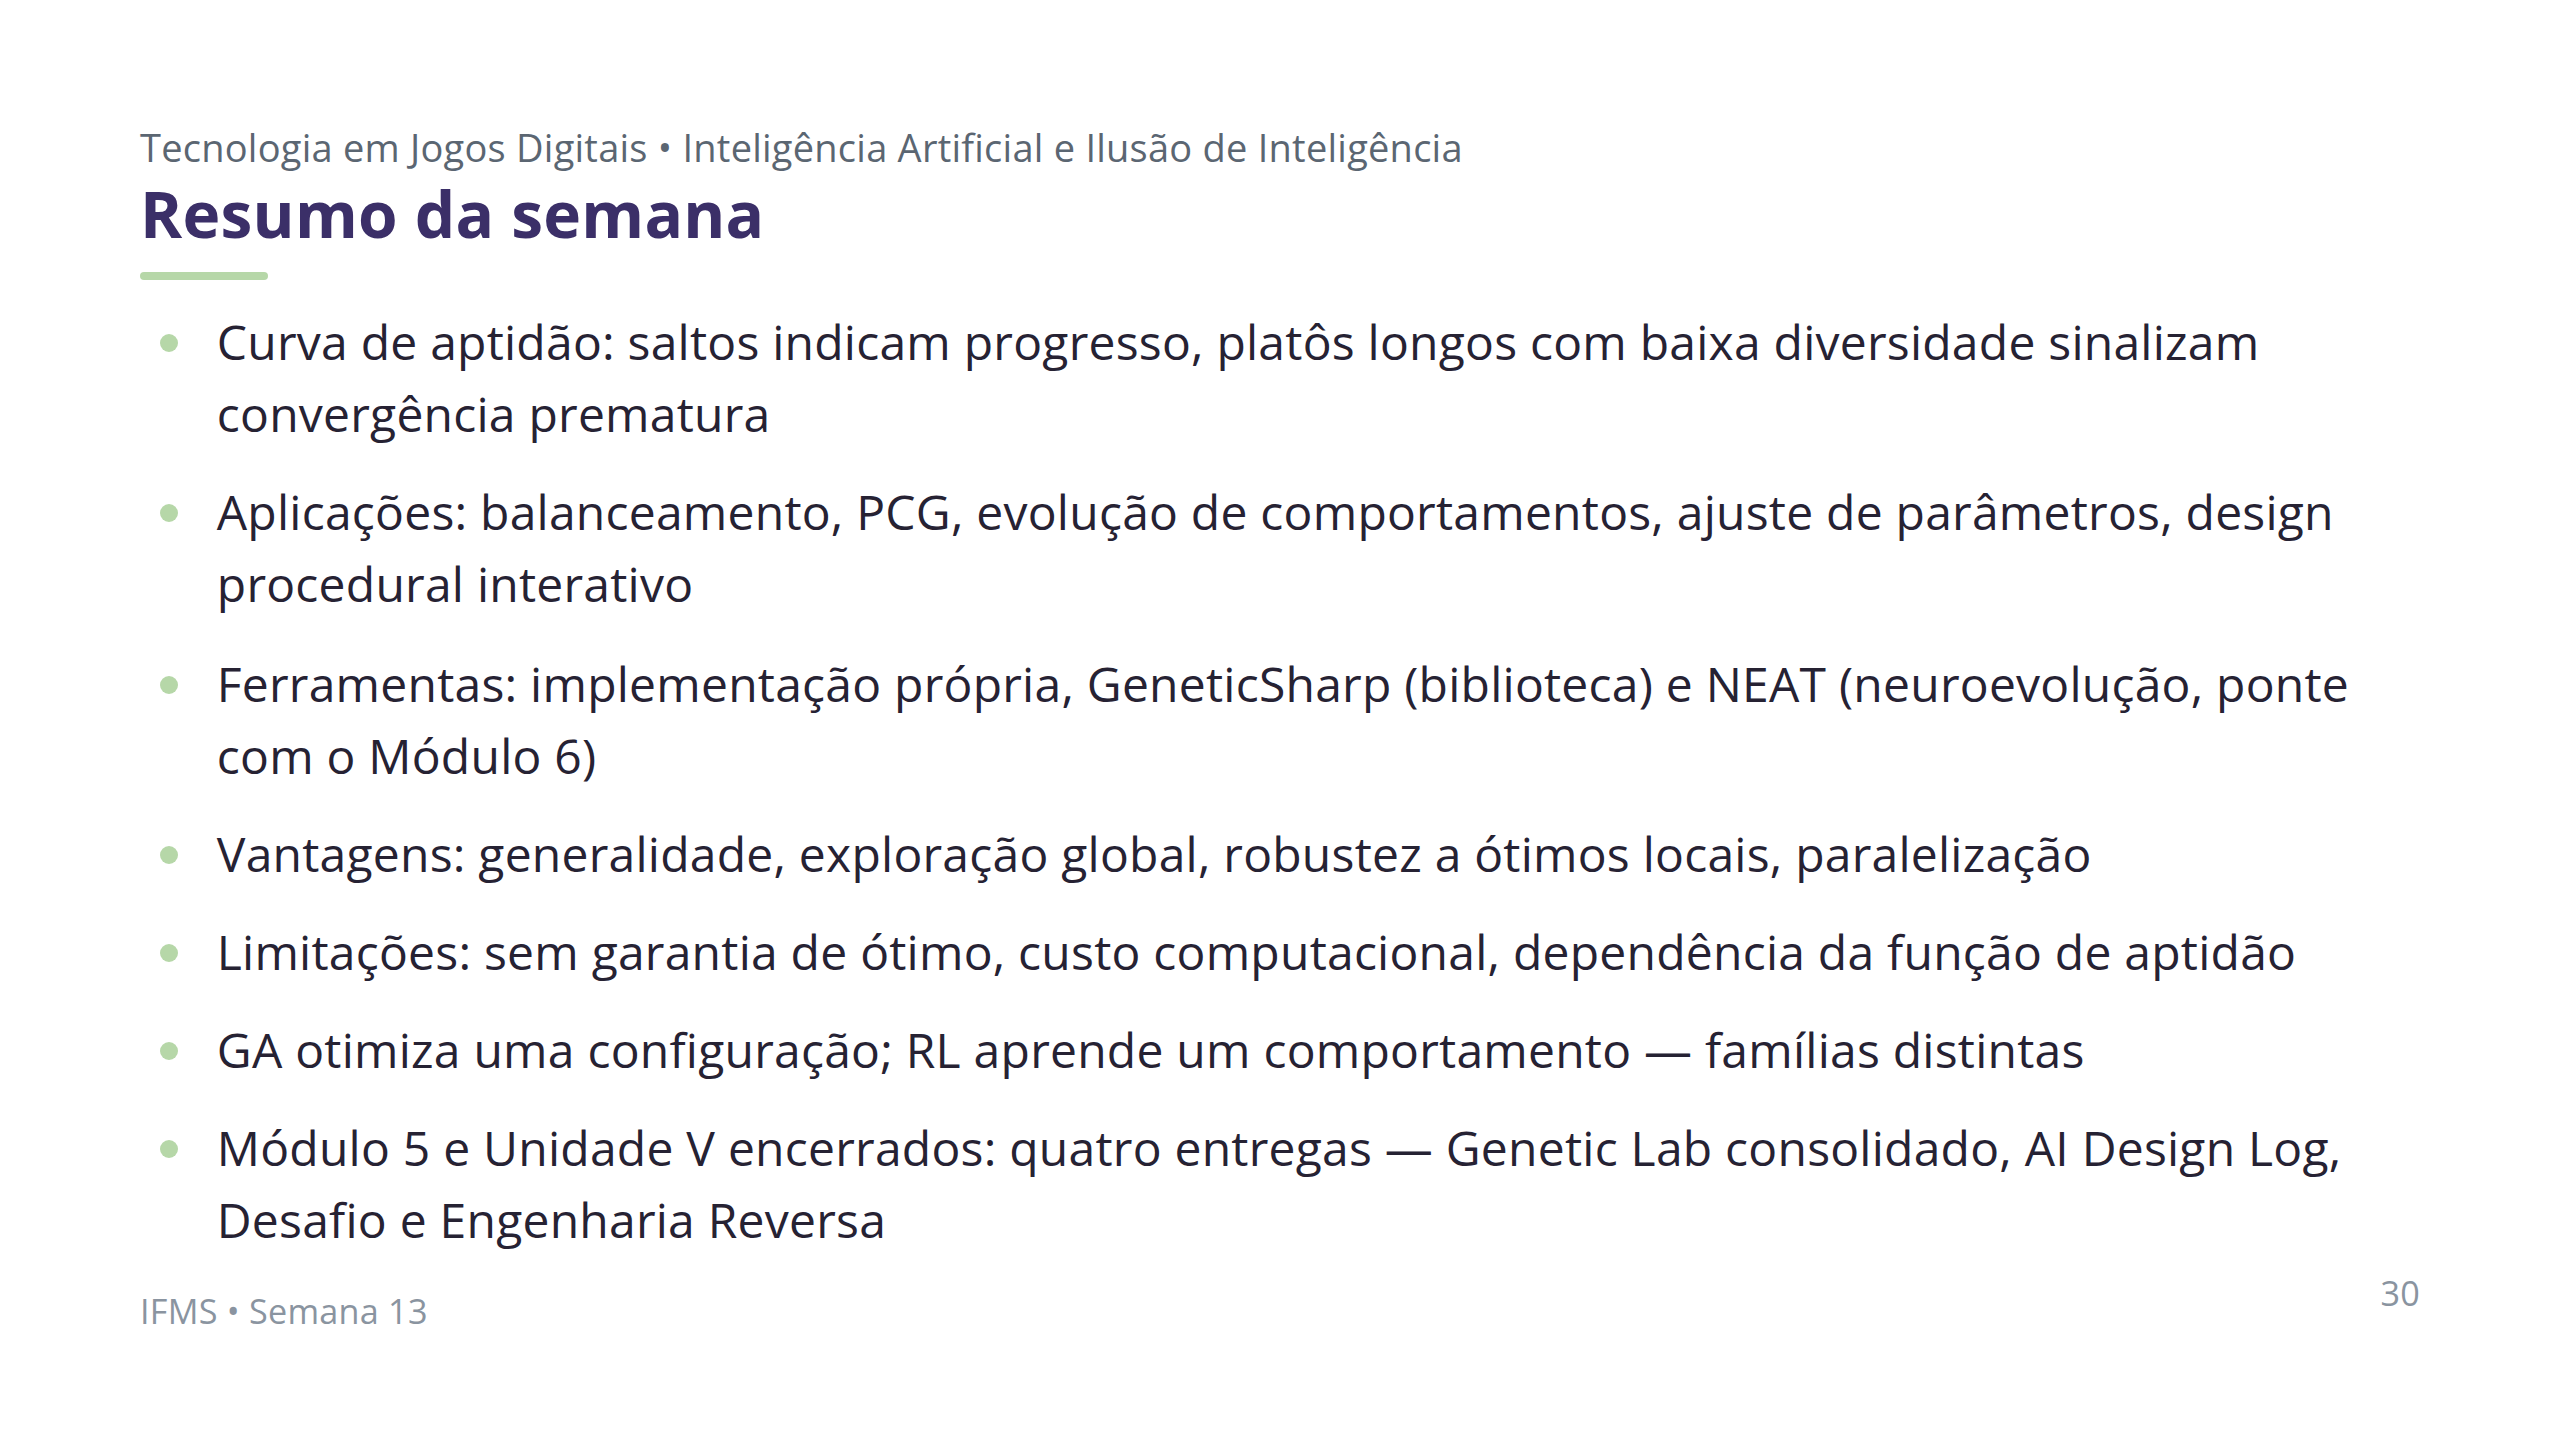 Tecnologia em Jogos Digitais • Inteligência Artificial e Ilusão de Inteligência
Resumo da semana
• Curva de aptidão: saltos indicam progresso, platôs longos com baixa diversidade sinalizam
convergência prematura
• Aplicações: balanceamento, PCG, evolução de comportamentos, ajuste de parâmetros, design
procedural interativo
• Ferramentas: implementação própria, GeneticSharp (biblioteca) e NEAT (neuroevolução, ponte
com o Módulo 6)
• Vantagens: generalidade, exploração global, robustez a ótimos locais, paralelização
• Limitações: sem garantia de ótimo, custo computacional, dependência da função de aptidão
• GA otimiza uma configuração; RL aprende um comportamento — famílias distintas
• Módulo 5 e Unidade V encerrados: quatro entregas — Genetic Lab consolidado, AI Design Log,
Desafio e Engenharia Reversa
IFMS • Semana 13
30